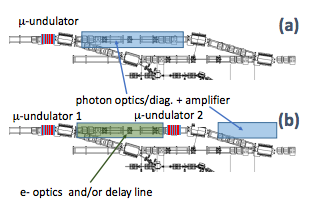 μ-undulator
(a)
photon optics/diag. + amplifier
μ-undulator 1
μ-undulator 2
(b)
e- optics and/or delay line